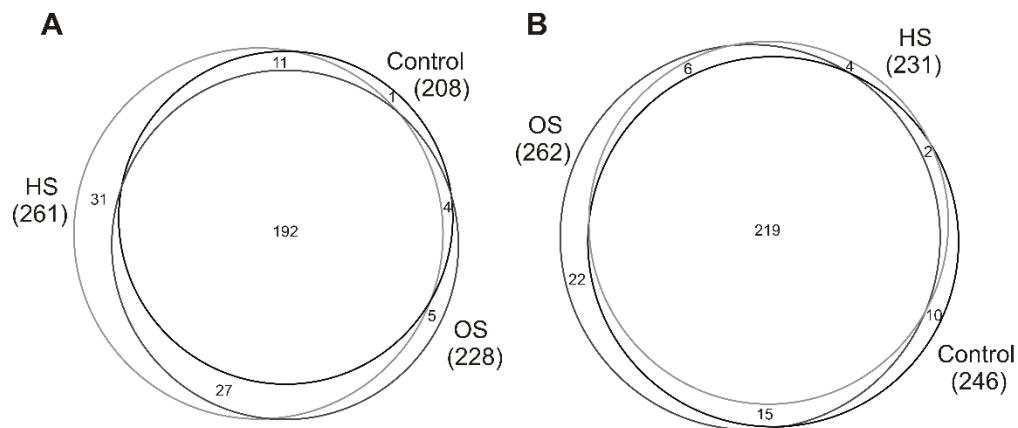 A
Control
(208)
11
1
HS
(261)
31
4
192
5
OS
(228)
27
B
HS
(231)
6
4
OS
(262)
2
219
22
10
Control
(246)
15